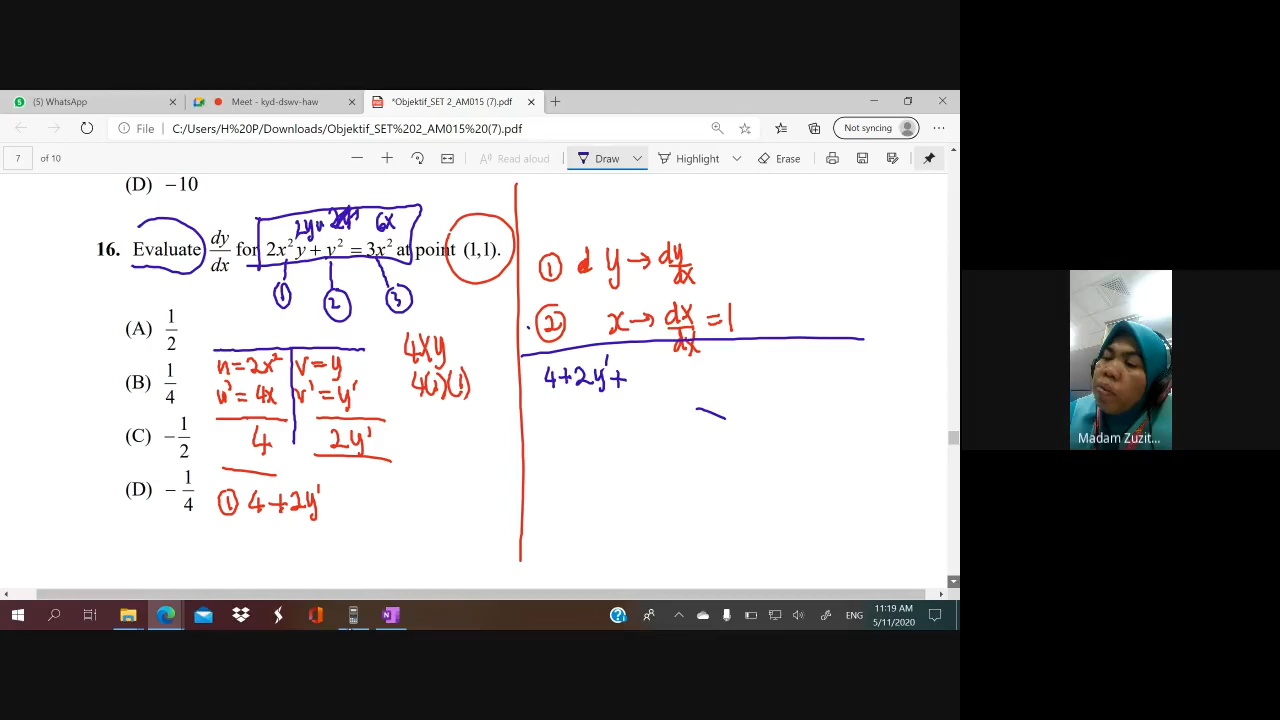 (5) WhatsApp
Meet - kyd-dswv-haw
*Objektif_SET 2_AM015 (7).pdf
File C:/Users/H%20P/Downloads/Objektif_SET%202_AM015%20(7).pdf
Not syncing
7 of 10
Read aloud
Draw
Highlight
Erase
(D) −10
6x
16. Evaluate dy/dx for 2x²y + y² = 3x² at point (1,1).
① ② ③
(A) 1/2
(B) 1/4
(C) −1/2
(D) −1/4
u = 2x² v = y
u' = 4x v' = y'
4 2y'
① 4 + 2y'
4xy
4(1)(1)
① y → dy/dx
② x → dx/dx = 1
4 + 2y' +
Madam Zuzit...
ENG
11:19 AM
5/11/2020